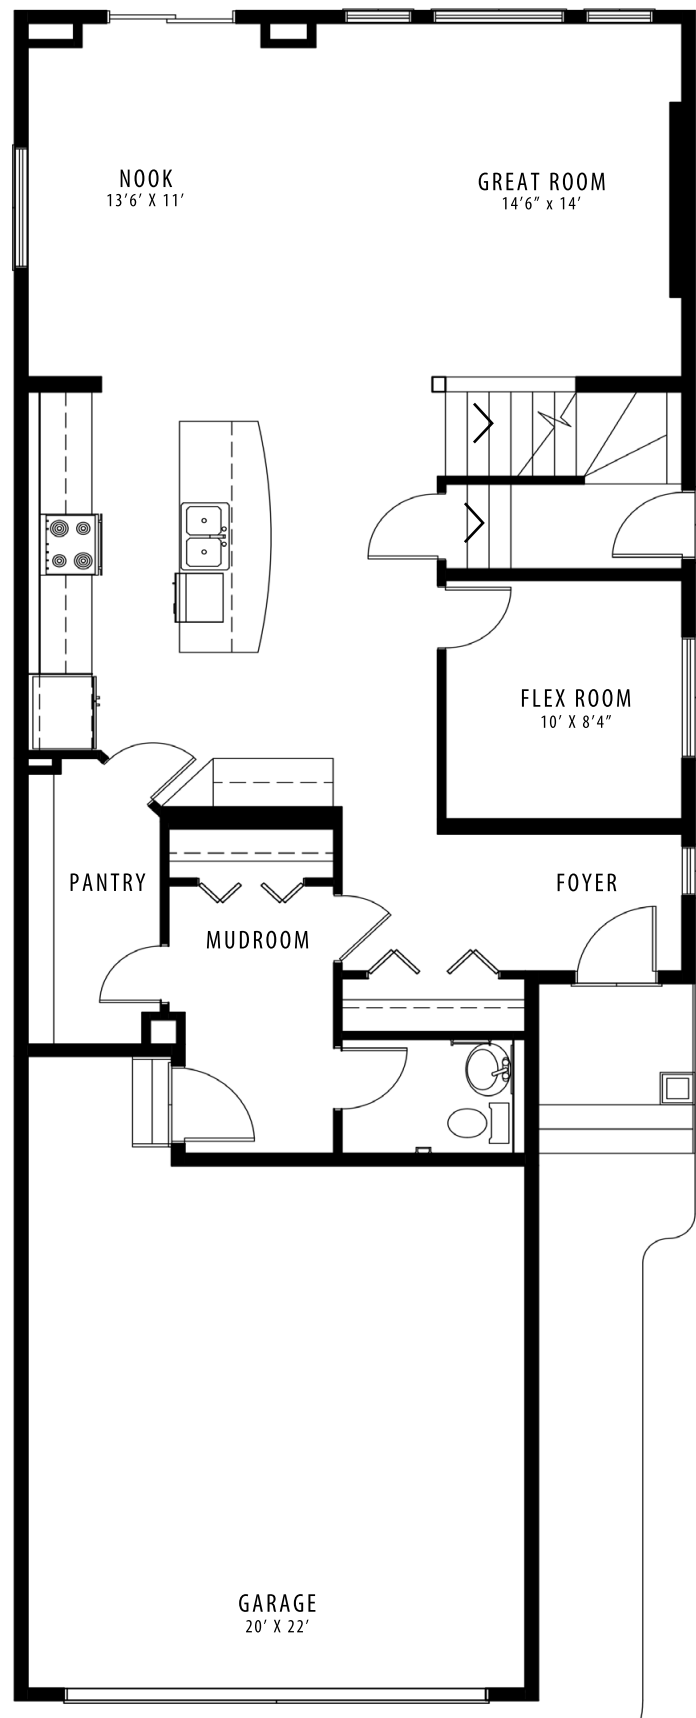 NOOK
13'6' X 11'
GREAT ROOM
14'6" x 14'
FLEX ROOM
10' X 8'4"
PANTRY
FOYER
MUDROOM
GARAGE
20' X 22'